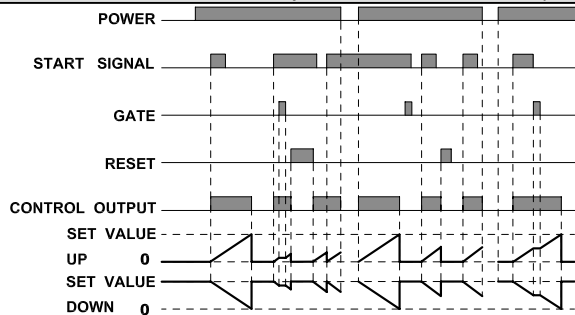 POWER
START SIGNAL
GATE
RESET
CONTROL OUTPUT
SET VALUE
UP 0
SET VALUE
DOWN 0